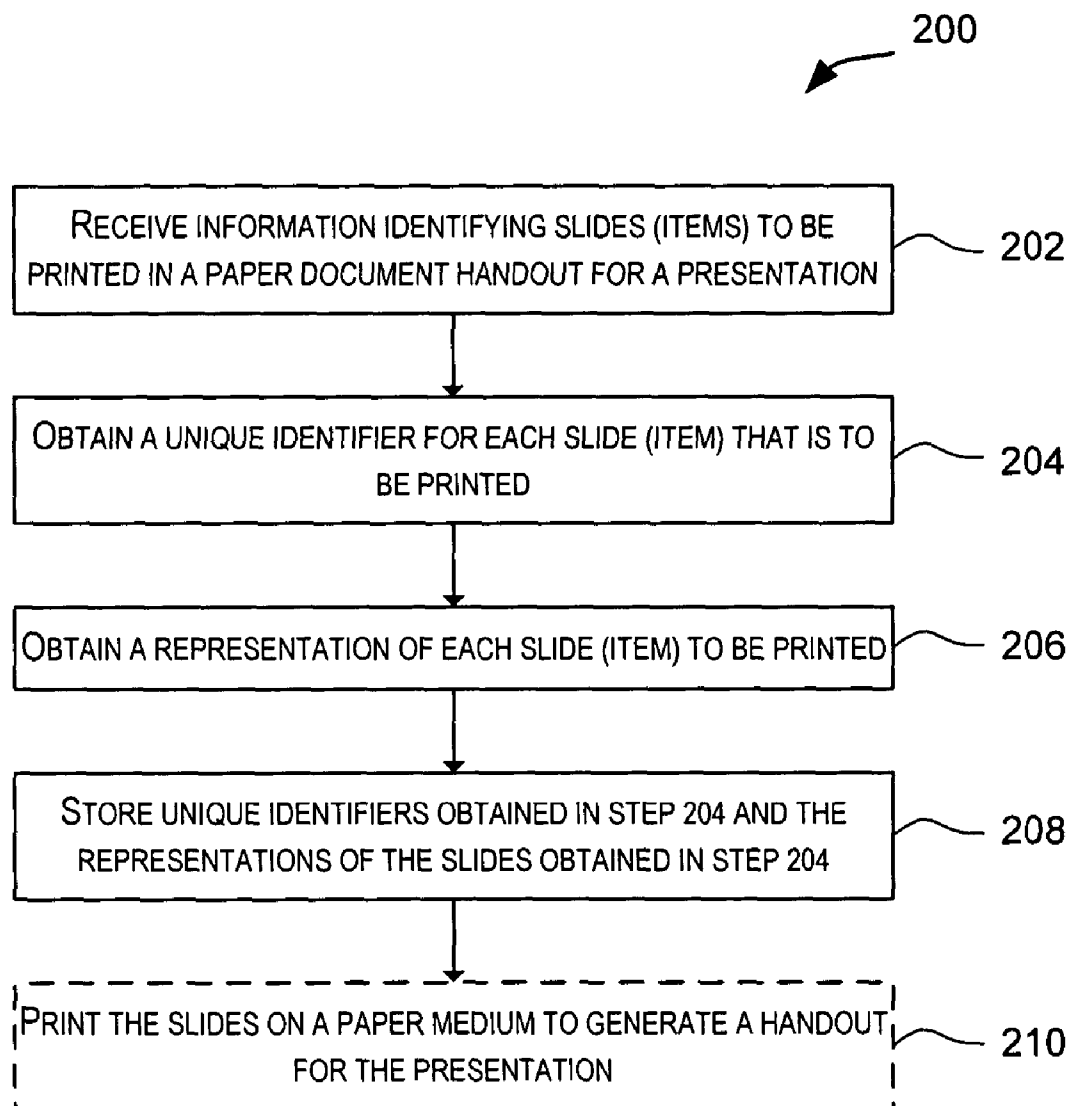 200
RECEIVE INFORMATION IDENTIFYING SLIDES (ITEMS) TO BE
PRINTED IN A PAPER DOCUMENT HANDOUT FOR A PRESENTATION
202
OBTAIN A UNIQUE IDENTIFIER FOR EACH SLIDE (ITEM) THAT IS TO
BE PRINTED
204
OBTAIN A REPRESENTATION OF EACH SLIDE (ITEM) TO BE PRINTED
206
STORE UNIQUE IDENTIFIERS OBTAINED IN STEP 204 AND THE
REPRESENTATIONS OF THE SLIDES OBTAINED IN STEP 204
208
PRINT THE SLIDES ON A PAPER MEDIUM TO GENERATE A HANDOUT
FOR THE PRESENTATION
210